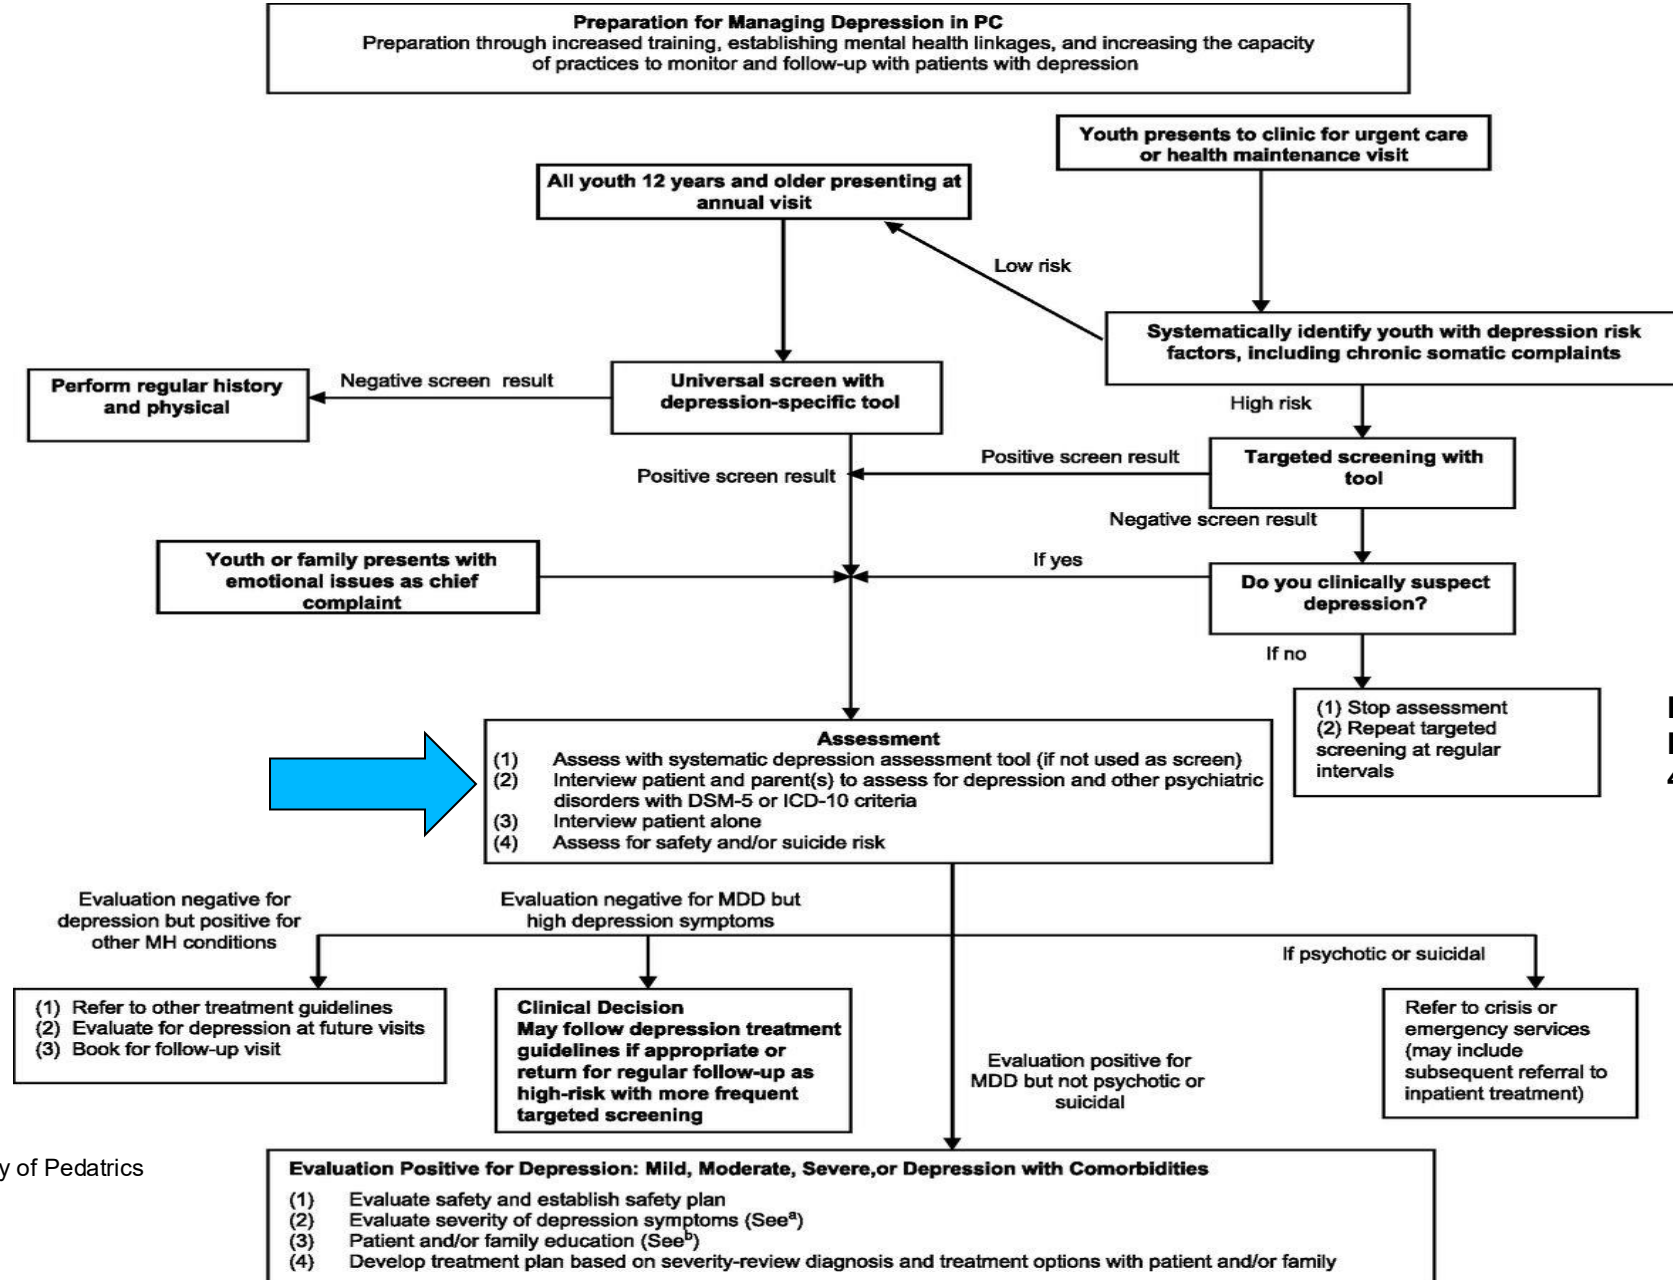 Preparation for Managing Depression in PC
Preparation through increased training, establishing mental health linkages, and increasing the capacity
of practices to monitor and follow-up with patients with depression
Youth presents to clinic for urgent care
or health maintenance visit
All youth 12 years and older presenting at
annual visit
Low risk
Systematically identify youth with depression risk
factors, including chronic somatic complaints
Perform regular history
and physical
Negative screen result
Universal screen with
depression-specific tool
High risk
Positive screen result
Positive screen result
Targeted screening with
tool
Negative screen result
Youth or family presents with
emotional issues as chief
complaint
If yes
Do you clinically suspect
depression?
If no
(1) Stop assessment
(2) Repeat targeted
screening at regular
intervals
Assessment
(1) Assess with systematic depression assessment tool (if not used as screen)
(2) Interview patient and parent(s) to assess for depression and other psychiatric
disorders with DSM-5 or ICD-10 criteria
(3) Interview patient alone
(4) Assess for safety and/or suicide risk
Evaluation negative for
depression but positive for
other MH conditions
Evaluation negative for MDD but
high depression symptoms
If psychotic or suicidal
(1) Refer to other treatment guidelines
(2) Evaluate for depression at future visits
(3) Book for follow-up visit
Clinical Decision
May follow depression treatment
guidelines if appropriate or
return for regular follow-up as
high-risk with more frequent
targeted screening
Evaluation positive for
MDD but not psychotic or
suicidal
Refer to crisis or
emergency services
(may include
subsequent referral to
inpatient treatment)
y of Pedatrics
Evaluation Positive for Depression: Mild, Moderate, Severe,or Depression with Comorbidities
(1) Evaluate safety and establish safety plan
(2) Evaluate severity of depression symptoms (See a)
(3) Patient and/or family education (See b)
(4) Develop treatment plan based on severity-review diagnosis and treatment options with patient and/or family